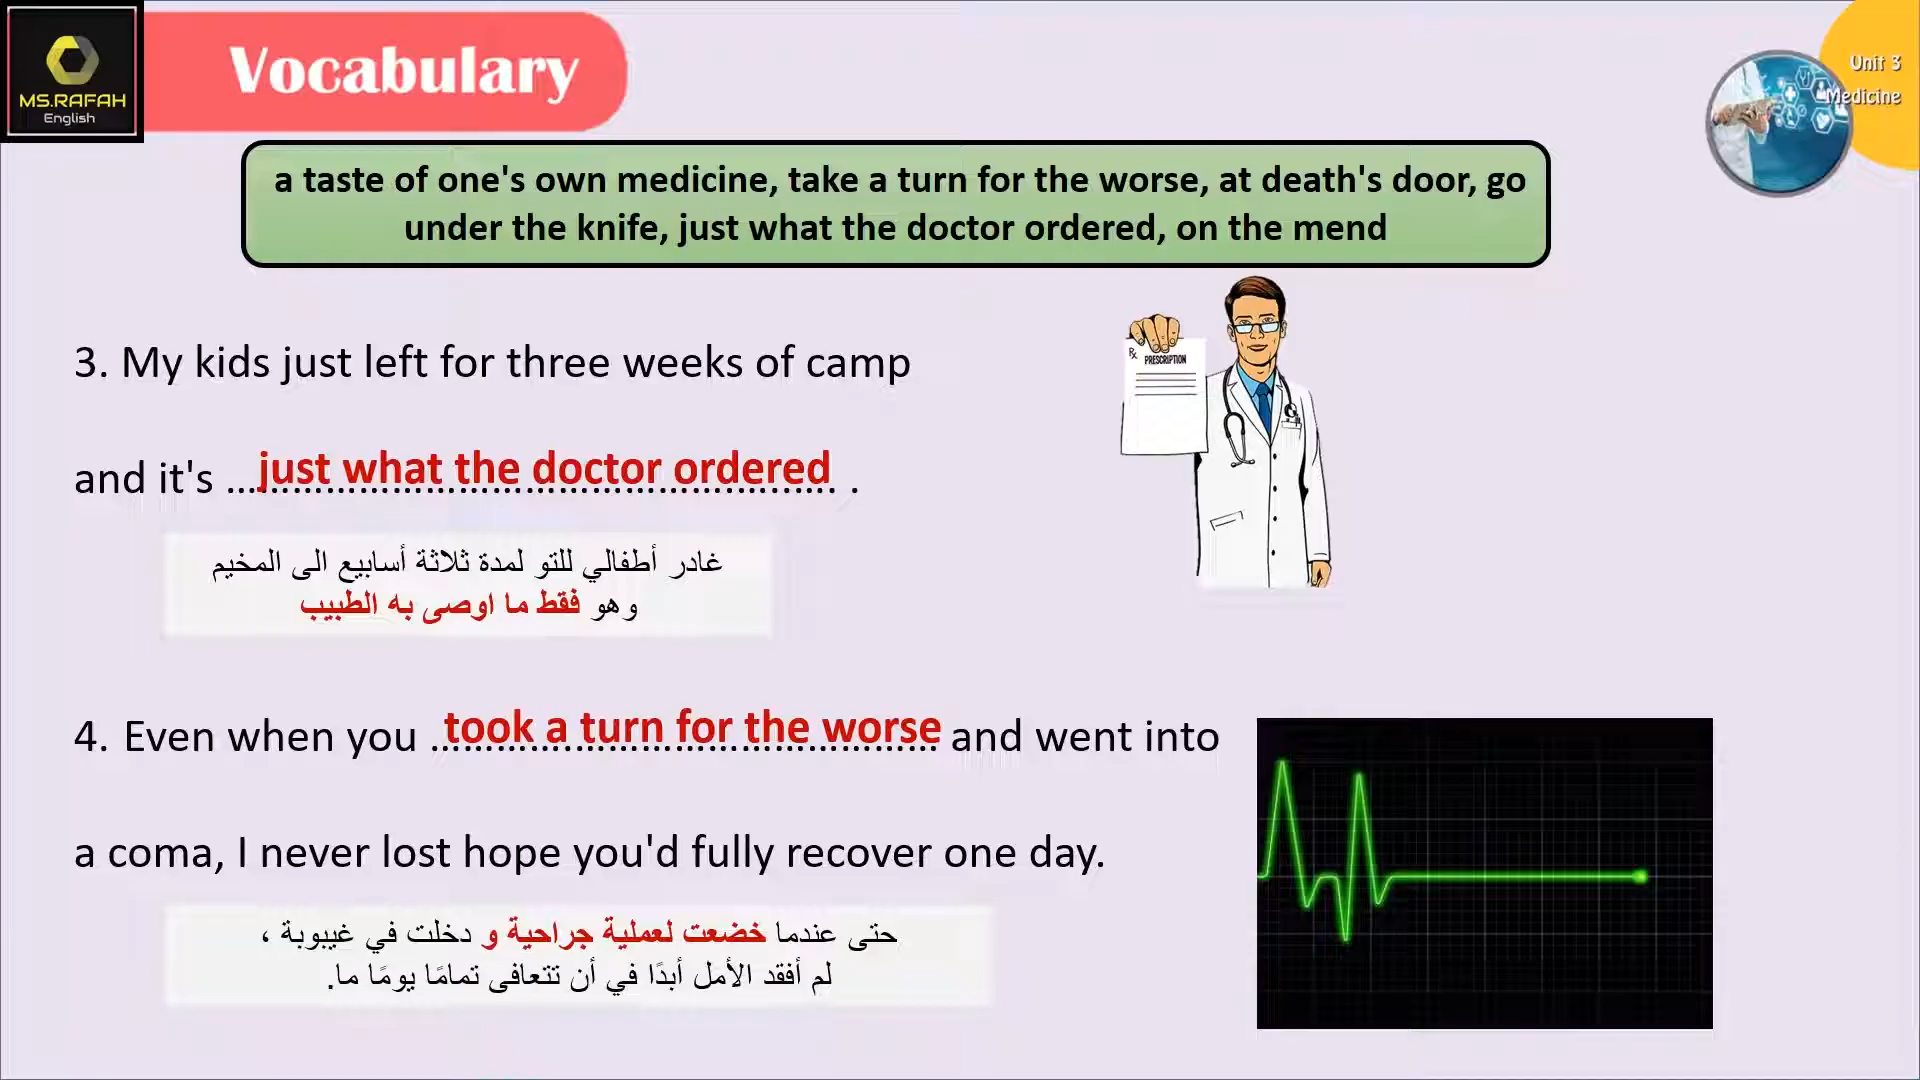 MS.RAFAH
English
Vocabulary
Unit 3
Medicine
a taste of one's own medicine, take a turn for the worse, at death's door, go
under the knife, just what the doctor ordered, on the mend
Rx PRESCRIPTION
3. My kids just left for three weeks of camp
and it's ...just what the doctor ordered .
غادر أطفالي للتو لمدة ثلاثة أسابيع الى المخيم
وهو فقط ما اوصى به الطبيب
4. Even when you ..took a turn for the worse and went into
a coma, I never lost hope you'd fully recover one day.
حتى عندما خضعت لعملية جراحية و دخلت في غيبوبة ،
لم أفقد الأمل أبدًا في أن تتعافى تمامًا يومًا ما.